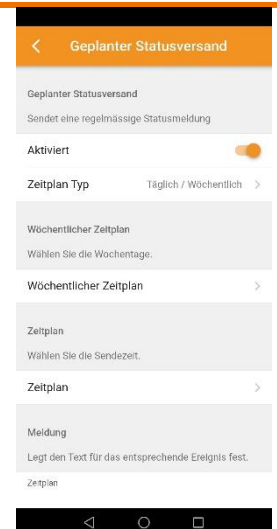 Geplanter Statusversand
Geplanter Statusversand
Sendet eine regelmässige Statusmeldung
Aktiviert
Zeitplan Typ Täglich / Wöchentlich
Wöchentlicher Zeitplan
Wählen Sie die Wochentage.
Wöchentlicher Zeitplan
Zeitplan
Wählen Sie die Sendezeit.
Zeitplan
Meldung
Legt den Text für das entsprechende Ereignis fest.
Zeitplan